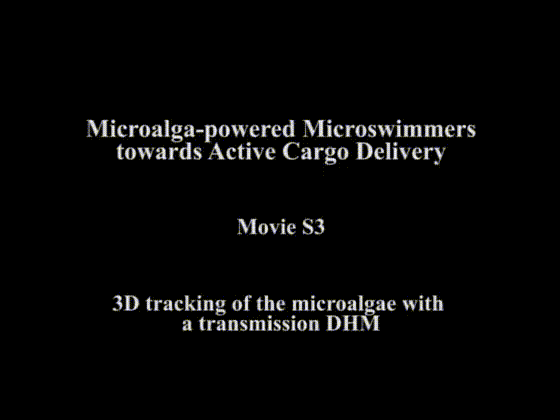 Microalga-powered Microswimmers
towards Active Cargo Delivery
Movie S3
3D tracking of the microalgae with
a transmission DHM